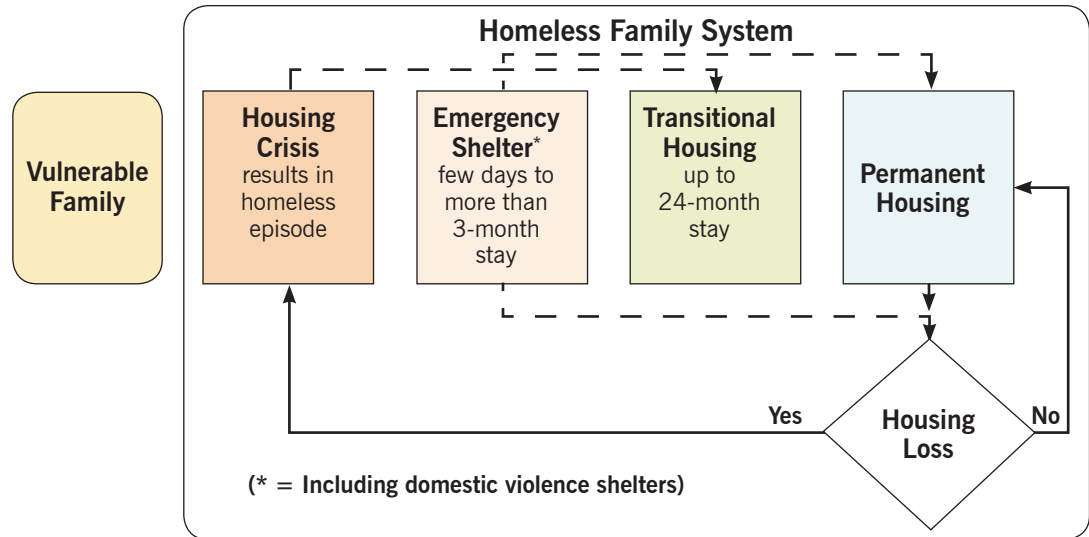 Homeless Family System
Vulnerable
Family
Housing
Crisis
results in
homeless
episode
Emergency
Shelter*
few days to
more than
3-month
stay
Transitional
Housing
up to
24-month
stay
Permanent
Housing
Yes
Housing
Loss
No
(* = Including domestic violence shelters)